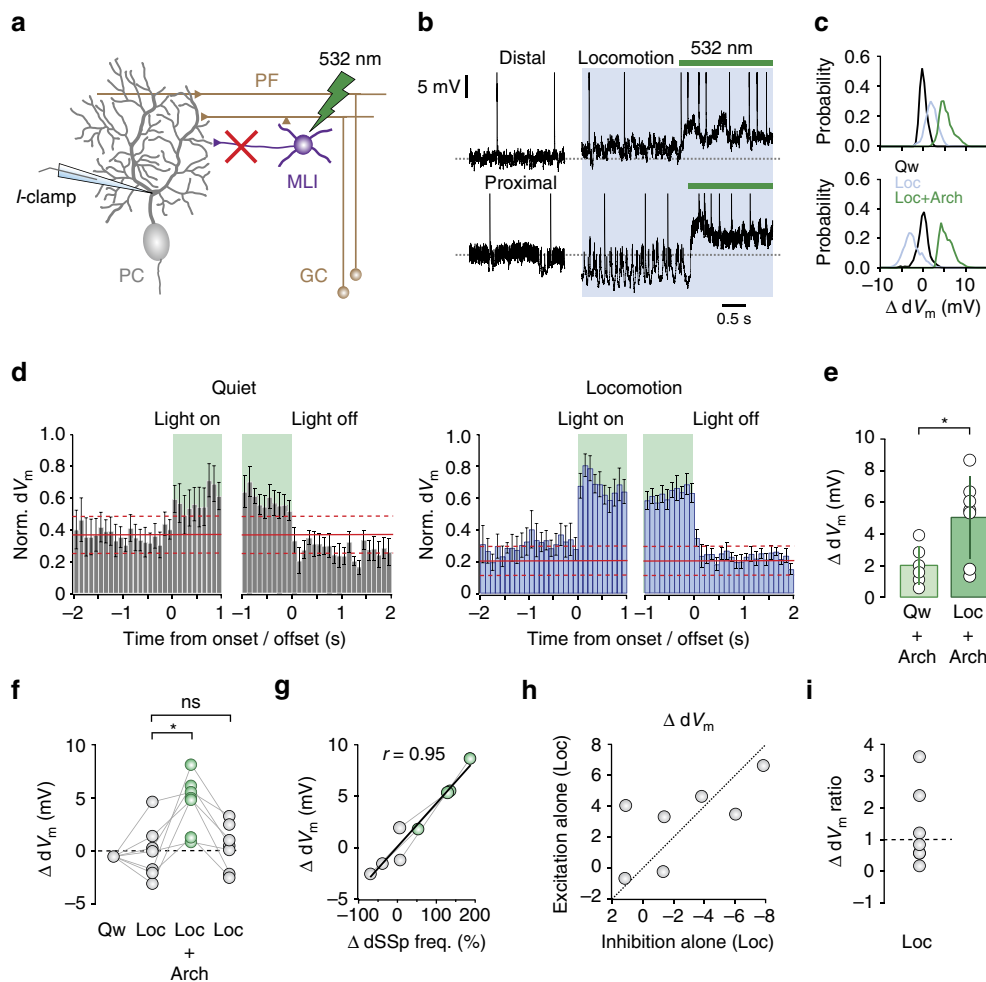 a
532 nm
PF
MLI
I-clamp
PC
GC
b
Distal
Locomotion
532 nm
5 mV
Proximal
0.5 s
c
Probability
0.6
0.4
0.2
0.0
Qw
Loc
Loc+Arch
Probability
0.6
0.4
0.2
0.0
−10 0 10
Δ dVm (mV)
d
Quiet
Light on
Light off
Norm. dVm
1.0
0.8
0.6
0.4
0.2
0
−2 −1 0 1
−1 0 1 2
Time from onset / offset (s)
Locomotion
Light on
Light off
Norm. dVm
1.0
0.8
0.6
0.4
0.2
0
−2 −1 0 1
−1 0 1 2
Time from onset / offset (s)
e
*
Δ dVm (mV)
10
8
6
4
2
0
Qw + Arch
Loc + Arch
f
ns
*
Δ dVm (mV)
10
5
0
−5
Qw
Loc
Loc + Arch
Loc
g
r = 0.95
Δ dVm (mV)
10
5
0
−5
−100 0 100 200
Δ dSSp freq. (%)
h
Δ dVm
Excitation alone (Loc)
8
6
4
2
0
−2
2 0 −2 −4 −6 −8
Inhibition alone (Loc)
i
Δ dVm ratio
4
3
2
1
0
−1
Loc